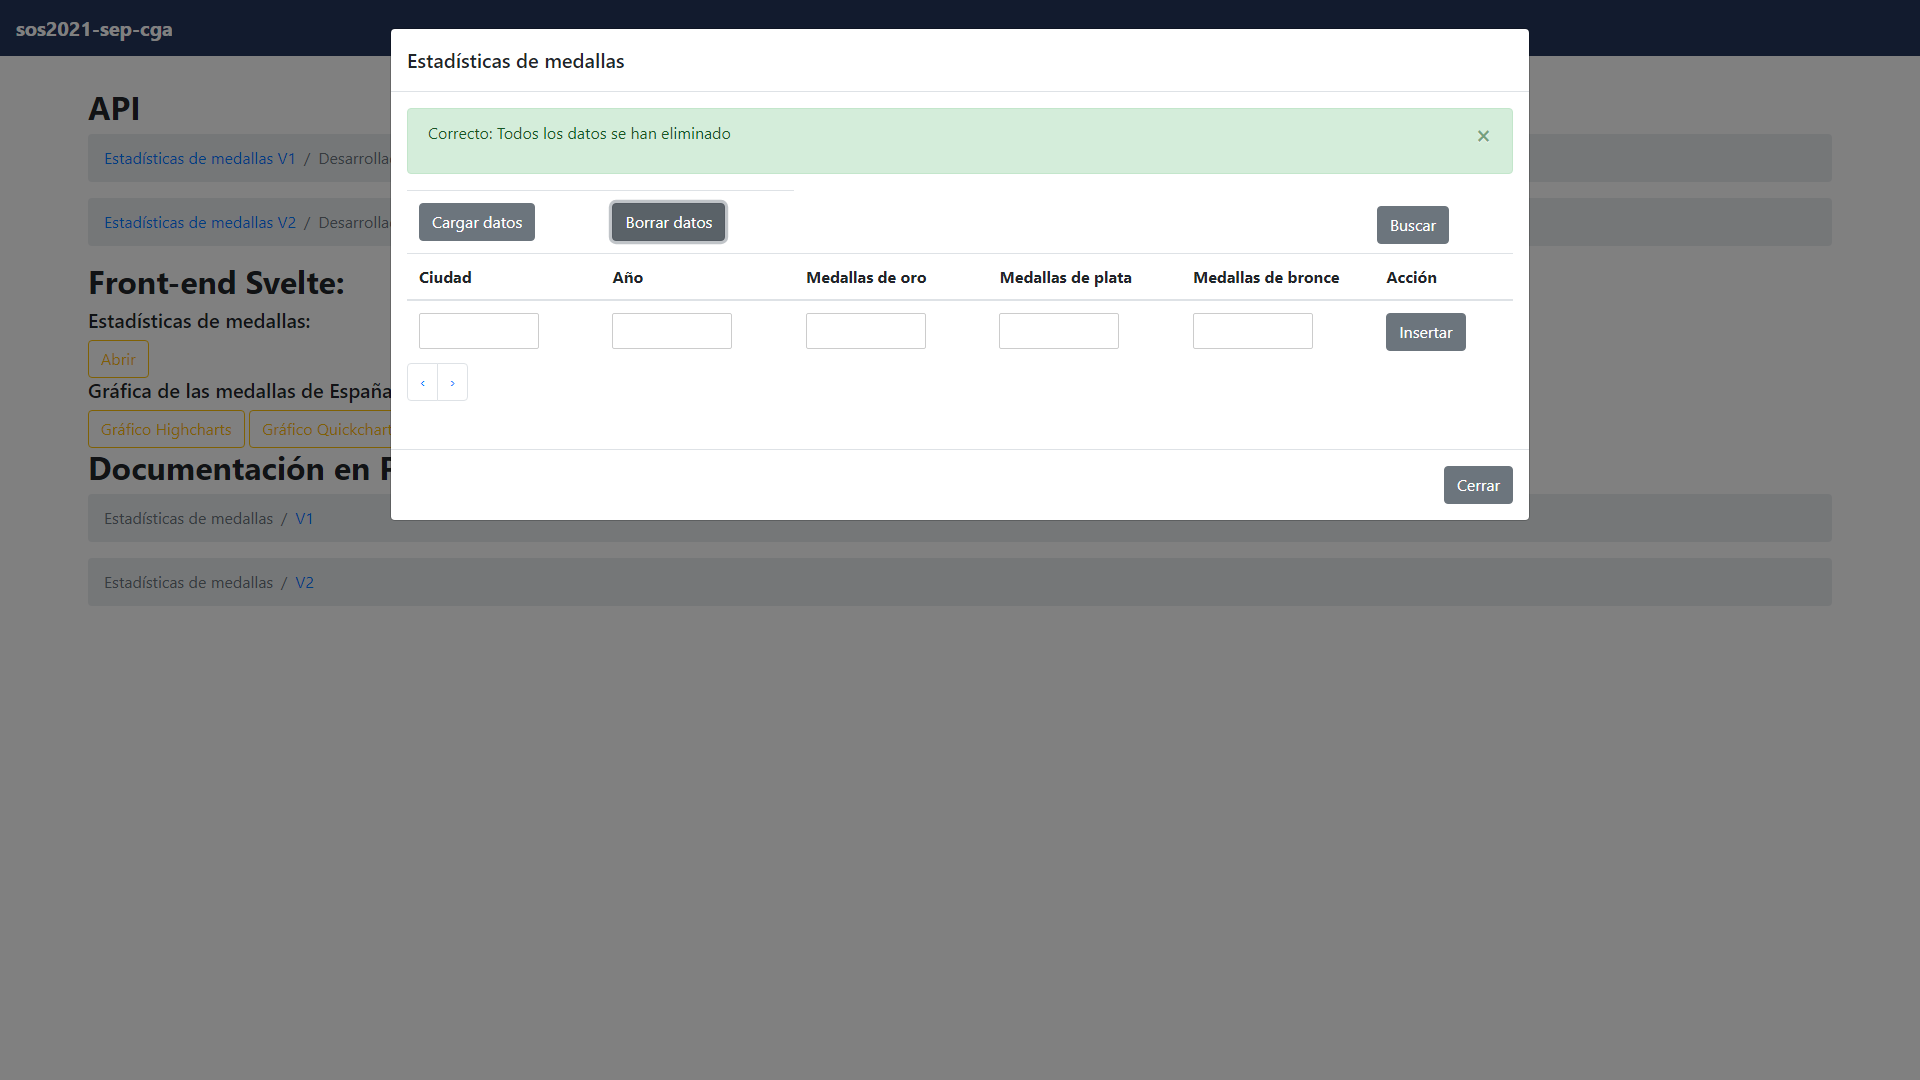 sos2021-sep-cga
Estadísticas de medallas
API
Correcto: Todos los datos se han eliminado
×
Estadísticas de medallas V1 /
Estadísticas de medallas V2 /
Cargar datos Borrar datos Buscar
Ciudad Año Medallas de oro Medallas de plata Medallas de bronce Acción
Insertar
‹ ›
Cerrar
Front-end Svelte:
Estadísticas de medallas:
Abrir
Gráfica de las medallas de España
Gráfico Highcharts Gráfico Quickchart
Documentación en
Estadísticas de medallas / V1
Estadísticas de medallas / V2